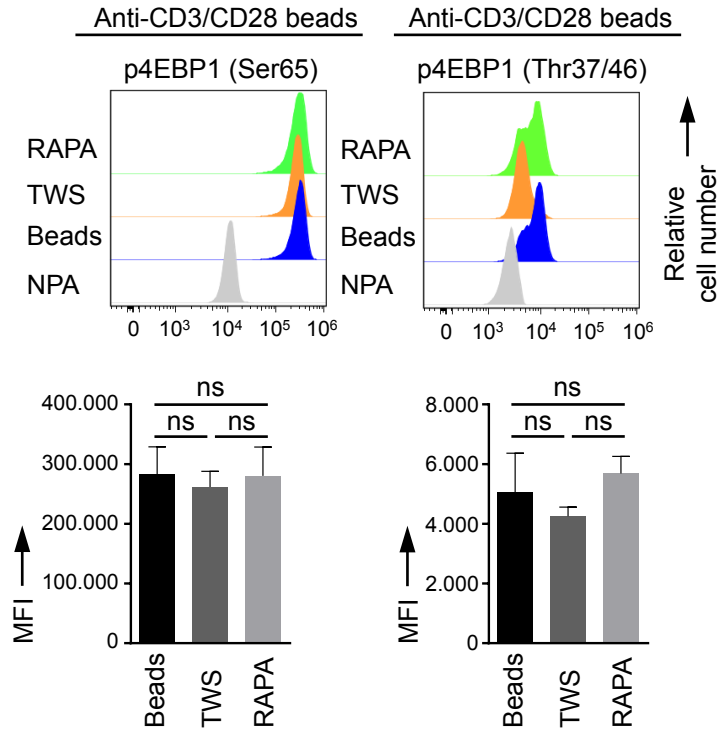 Anti-CD3/CD28 beads
p4EBP1 (Ser65)
RAPA
TWS
Beads
NPA
0 10³ 10⁴ 10⁵ 10⁶
Anti-CD3/CD28 beads
p4EBP1 (Thr37/46)
RAPA
TWS
Beads
NPA
0 10³ 10⁴ 10⁵ 10⁶
Relative
cell number
ns
ns ns
400.000
300.000
200.000
100.000
0
MFI
Beads
TWS
RAPA
ns
ns ns
8.000
6.000
4.000
2.000
0
MFI
Beads
TWS
RAPA